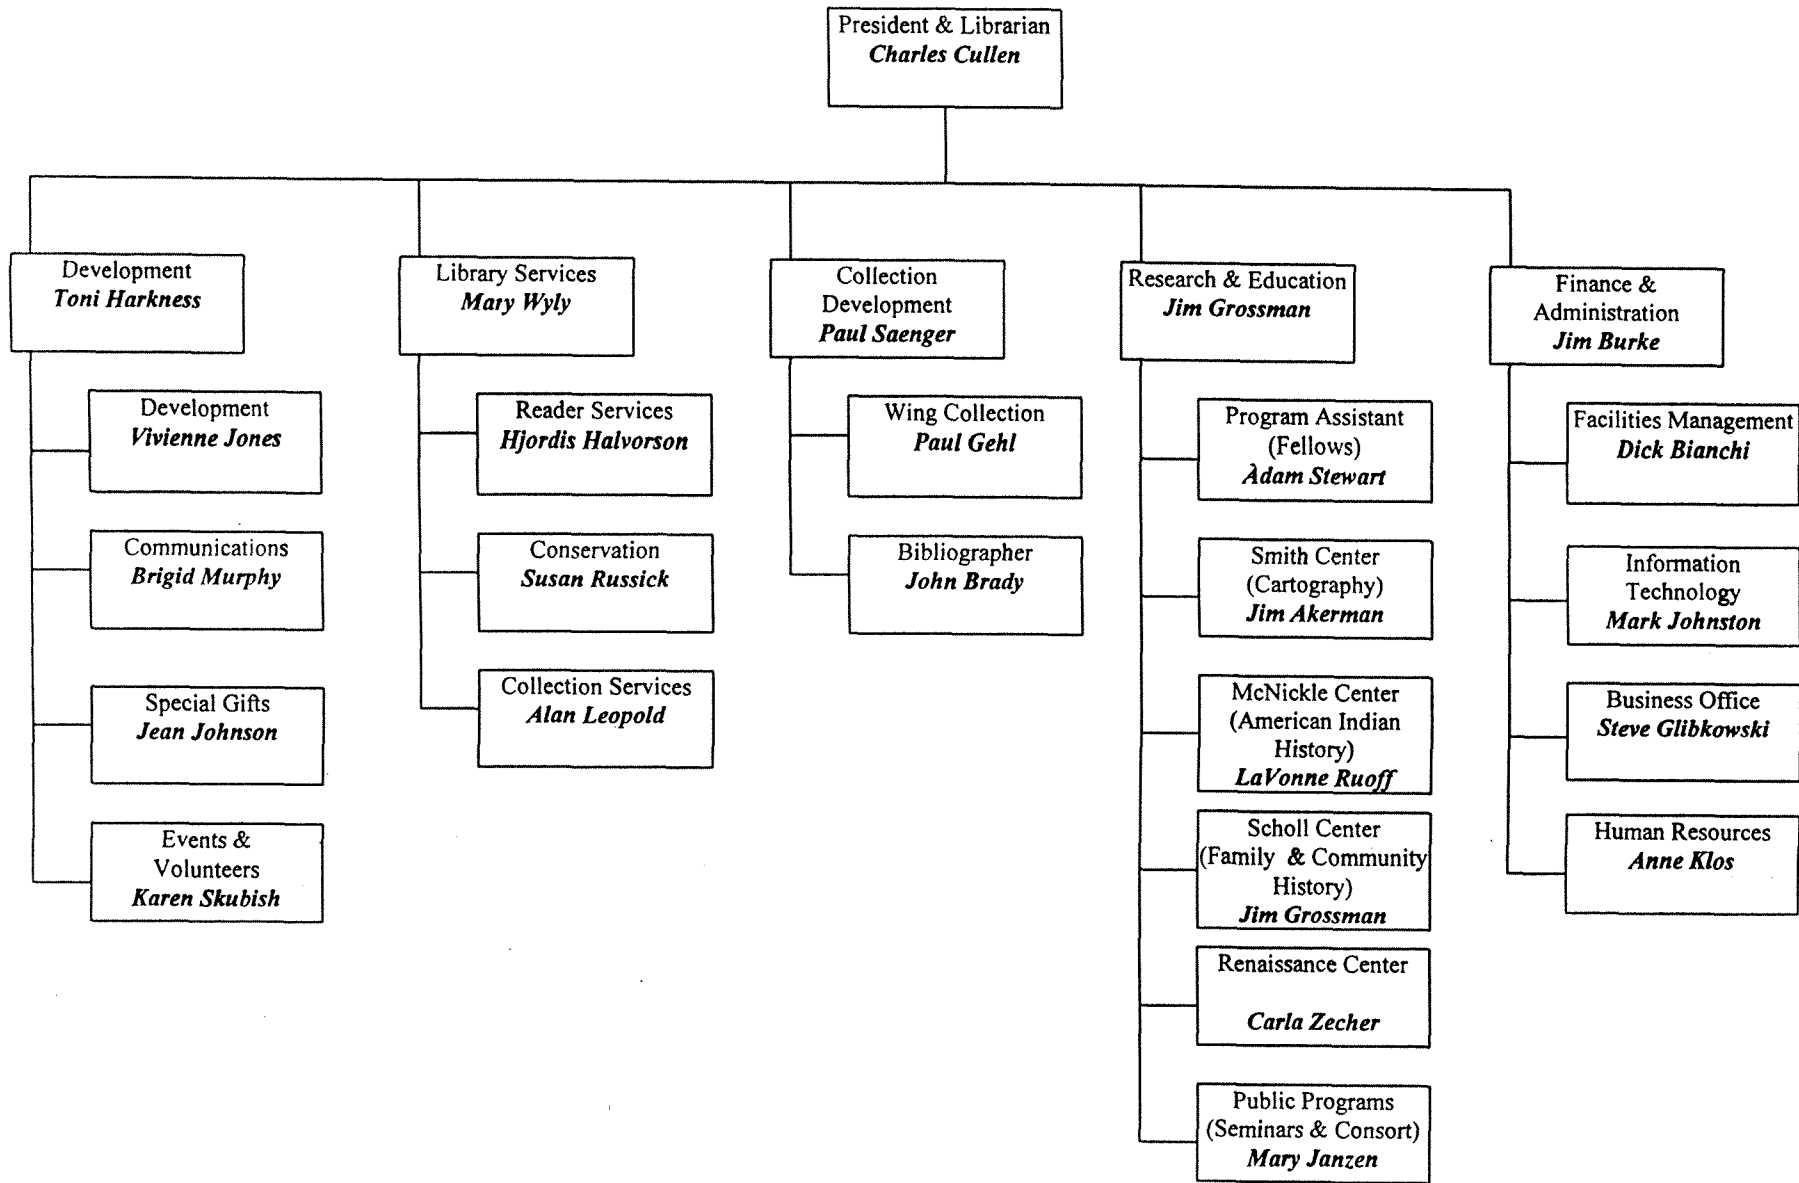 President & Librarian
Charles Cullen
Development
Toni Harkness
Development
Vivienne Jones
Communications
Brigid Murphy
Special Gifts
Jean Johnson
Events &
Volunteers
Karen Skubish
Library Services
Mary Wyly
Reader Services
Hjordis Halvorson
Conservation
Susan Russick
Collection Services
Alan Leopold
Collection
Development
Paul Saenger
Wing Collection
Paul Gehl
Bibliographer
John Brady
Research & Education
Jim Grossman
Program Assistant
(Fellows)
Adam Stewart
Smith Center
(Cartography)
Jim Akerman
McNickle Center
(American Indian
History)
LaVonne Ruoff
Scholl Center
(Family & Community
History)
Jim Grossman
Renaissance Center
Carla Zecher
Public Programs
(Seminars & Consort)
Mary Janzen
Finance &
Administration
Jim Burke
Facilities Management
Dick Bianchi
Information
Technology
Mark Johnston
Business Office
Steve Glibkowski
Human Resources
Anne Klos